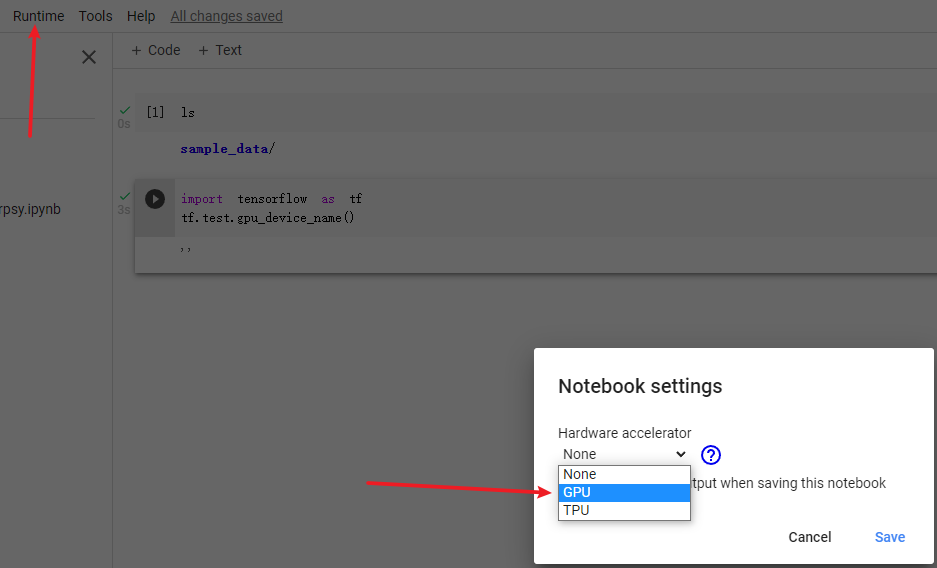 Runtime Tools Help All changes saved
+ Code + Text
[1] ls
0s
sample_data/
import tensorflow as tf
3s
tf.test.gpu_device_name()
rpsy.ipynb
''
Notebook settings
Hardware accelerator
None
?
None
tput when saving this notebook
GPU
TPU
Cancel Save